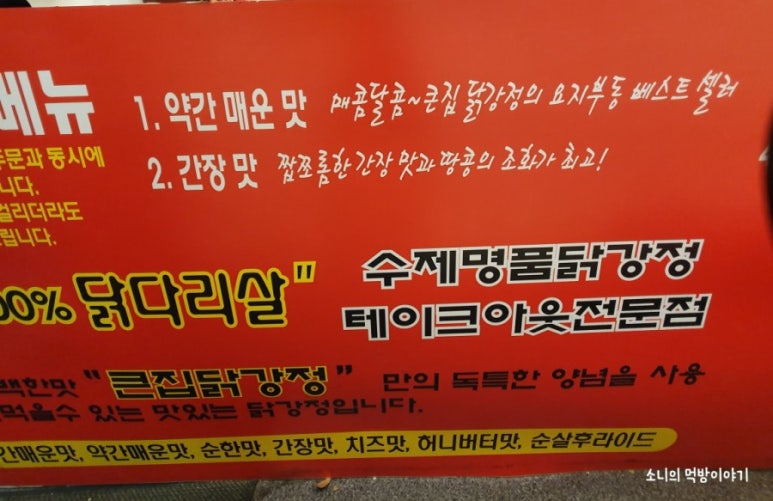 메뉴
1. 약간 매운 맛 매콤달콤~큰집 닭강정의 요지부동 베스트 셀러
2. 간장 맛 짭쪼름한 간장 맛과 땅콩의 조화가 최고!
주문과 동시에
니다.
걸리더라도
립니다.
00% 닭다리살"
수제명품닭강정
테이크아웃전문점
백한맛 "큰집닭강정" 만의 독특한 양념을 사용
먹을수 있는 맛있는 닭강정입니다.
간매운맛, 약간매운맛, 순한맛, 간장맛, 치즈맛, 허니버터맛, 순살후라이드
소니의 먹방이야기